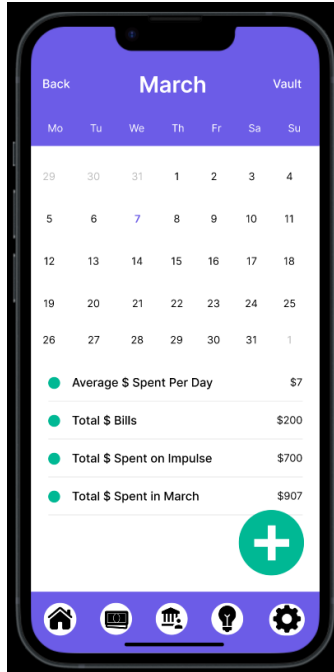 Back March Vault
Mo Tu We Th Fr Sa Su
29 30 31 1 2 3 4
5 6 7 8 9 10 11
12 13 14 15 16 17 18
19 20 21 22 23 24 25
26 27 28 29 30 31 1
Average $ Spent Per Day $7
Total $ Bills $200
Total $ Spent on Impulse $700
Total $ Spent in March $907